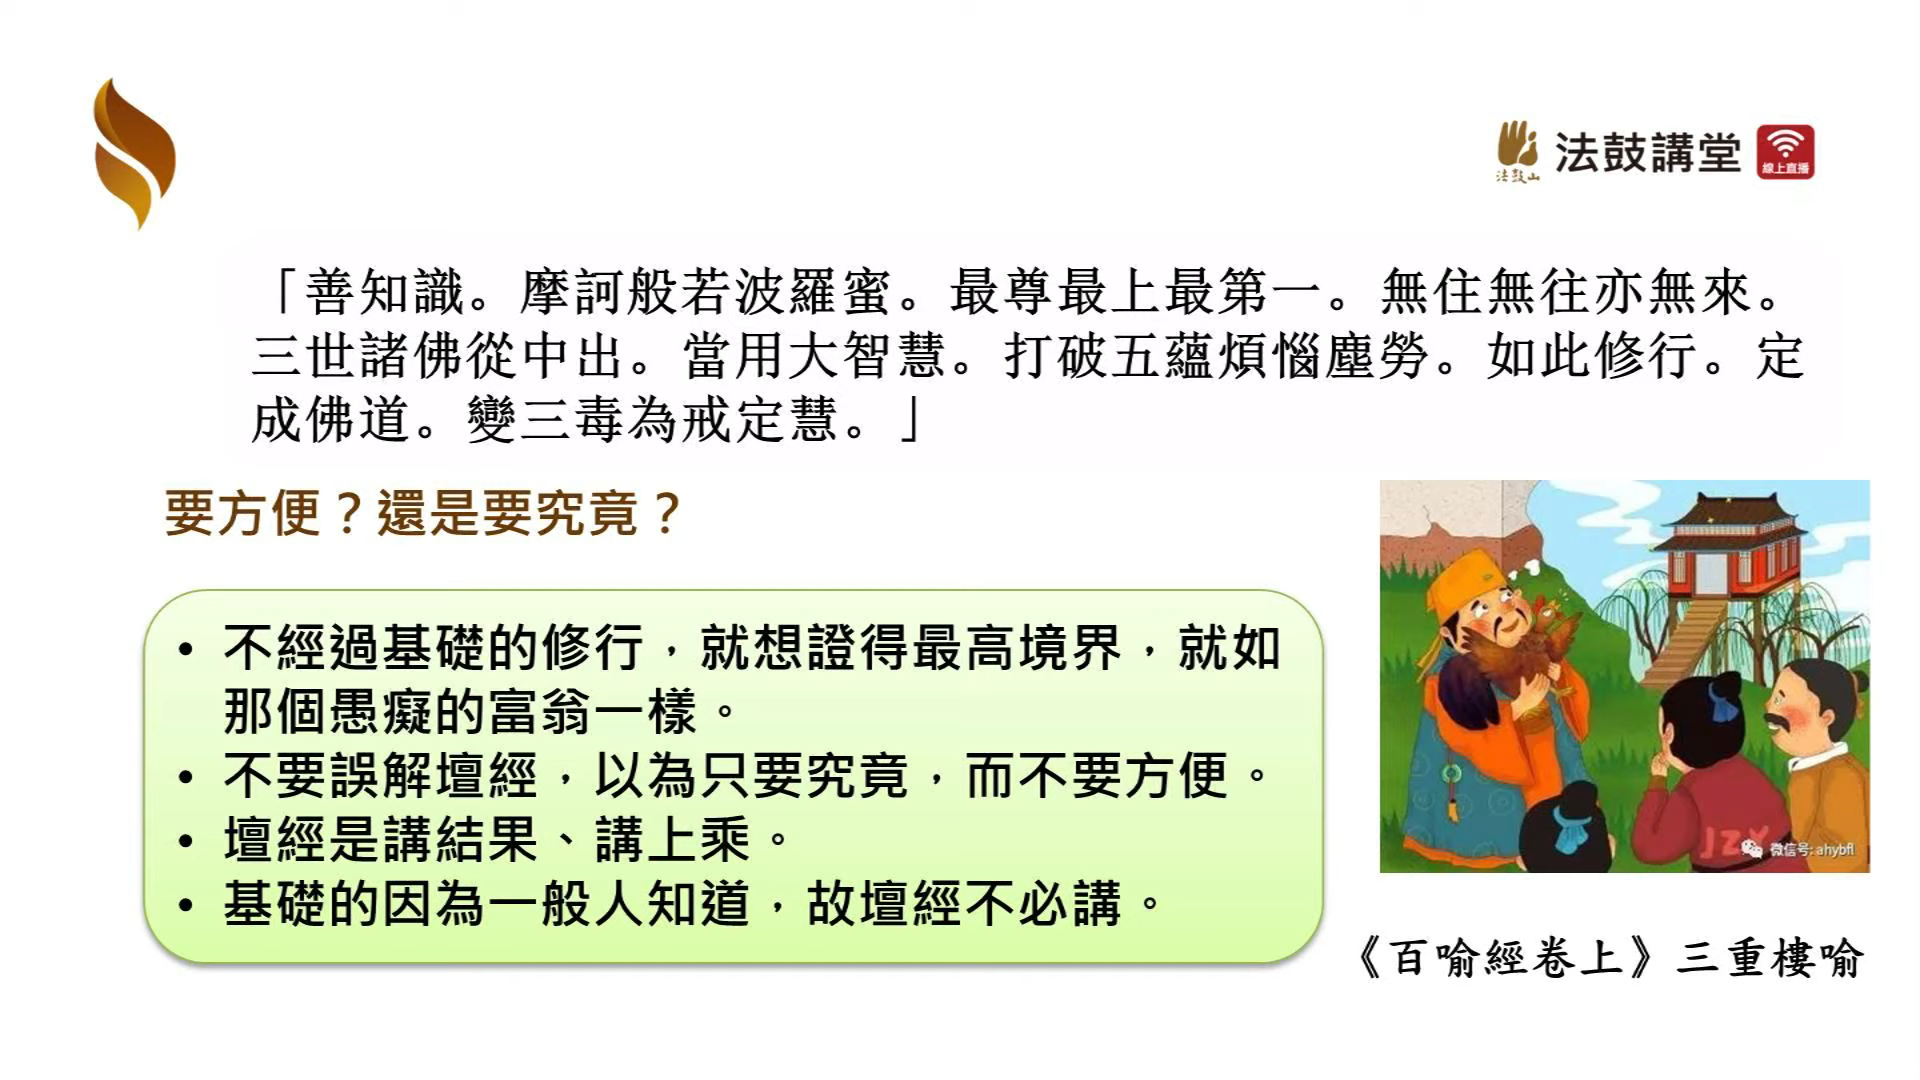 法鼓山
法鼓講堂
線上直播
「善知識。摩訶般若波羅蜜。最尊最上最第一。無住無往亦無來。
三世諸佛從中出。當用大智慧。打破五蘊煩惱塵勞。如此修行。定
成佛道。變三毒為戒定慧。」
要方便？還是要究竟？
• 不經過基礎的修行，就想證得最高境界，就如
那個愚癡的富翁一樣。
• 不要誤解壇經，以為只要究竟，而不要方便。
• 壇經是講結果、講上乘。
• 基礎的因為一般人知道，故壇經不必講。
JZY
微信号: ahybfl
《百喻經卷上》三重樓喻